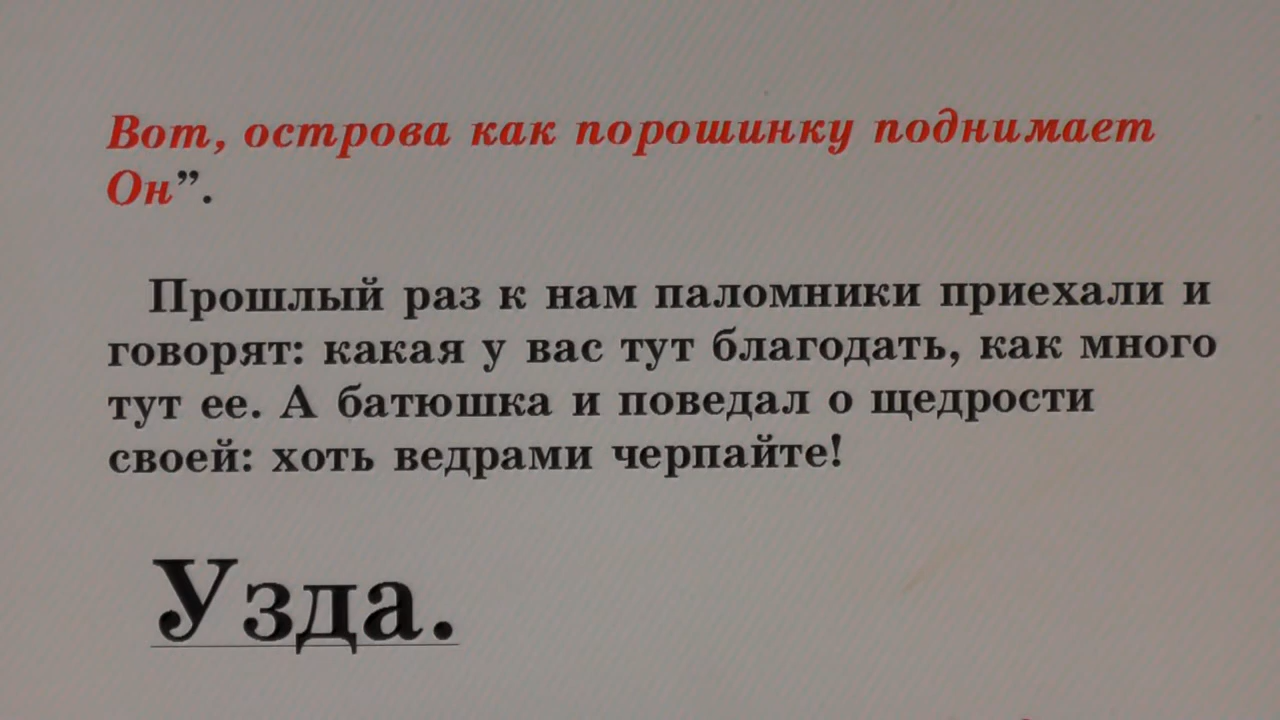 Вот, острова как порошинку поднимает
Он”.
Прошлый раз к нам паломники приехали и
говорят: какая у вас тут благодать, как много
тут ее. А батюшка и поведал о щедрости
своей: хоть ведрами черпайте!
Узда.